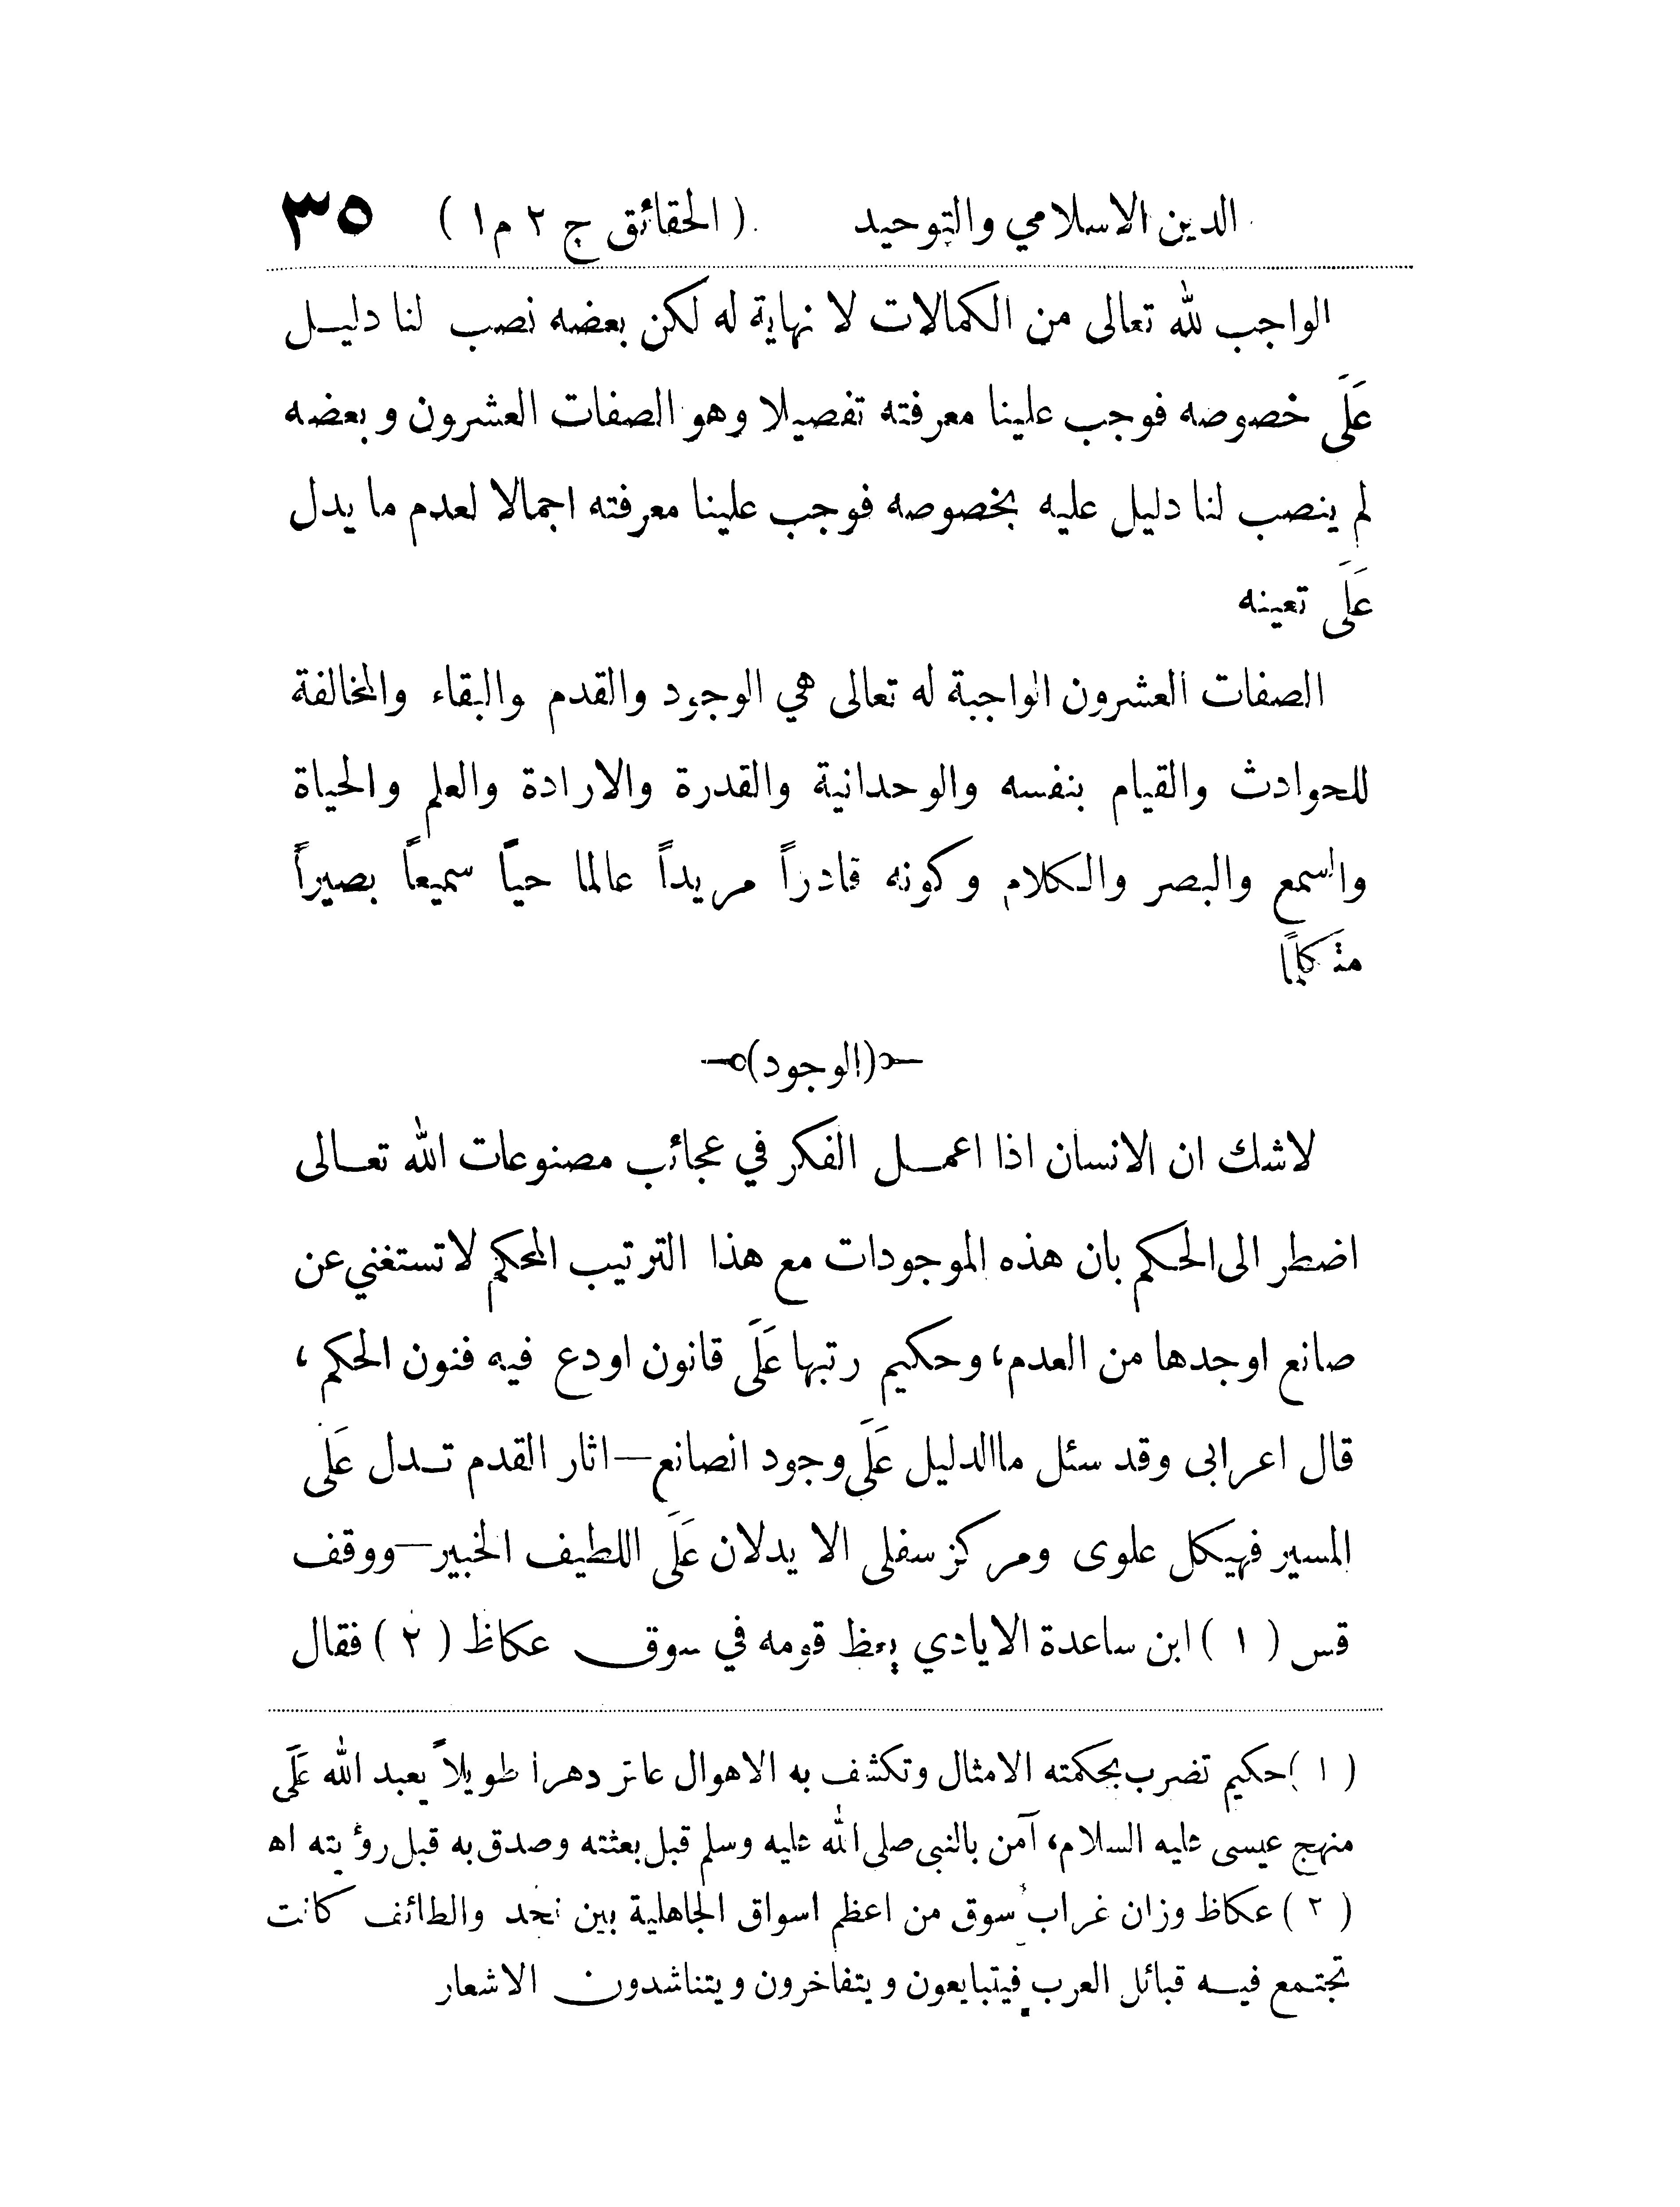 الدين الاسلامي والتوحيد (الحقائق ج ٢ م ١) ٣٥
الواجب لله تعالى من الكمالات لا نهاية له لكن بعضه نصب لنا دليل
عَلَى خصوصه فوجب علينا معرفته تفصيلا وهو الصفات العشرون وبعضه
لم ينصب لنا دليل عليه بخصوصه فوجب علينا معرفته اجمالا لعدم ما يدل
عَلَى تعينه
الصفات العشرون الواجبة له تعالى هي الوجود والقدم والبقاء والمخالفة
للحوادث والقيام بنفسه والوحدانية والقدرة والارادة والعلم والحياة
والسمع والبصر والكلام وكونه قادراً مريداً عالما حياً سميعاً بصيراً
متكلماً
(الوجود)
لاشك ان الانسان اذا اعمل الفكر في عجائب مصنوعات الله تعالى
اضطر الى الحكم بان هذه الموجودات مع هذا الترتيب المحكم لا تستغني عن
صانع اوجدها من العدم، وحكيم رتبها عَلَى قانون اودع فيه فنون الحكم،
قال اعرابى وقد سئل ما الدليل عَلَى وجود الصانع—اثار القدم تدل عَلَى
المسير فهيكل علوى ومركز سفلى الا يدلان عَلَى اللطيف الخبير—ووقف
قس (١) ابن ساعدة الايادي يعظ قومه في سوق عكاظ (٢) فقال
(١) حكيم تضرب بحكمته الامثال وتكشف به الاهوال عاش دهرا طويلاً يعبد الله عَلَى
منهج عيسى عليه السلام، آمن بالنبى صلى الله عليه وسلم قبل بعثته وصدق به قبل رؤيته اه
(٢) عكاظ وزان غراب سوق من اعظم اسواق الجاهلية بين نجد والطائف كانت
تجتمع فيه قبائل العرب فيتبايعون ويتفاخرون ويتناشدون الاشعار